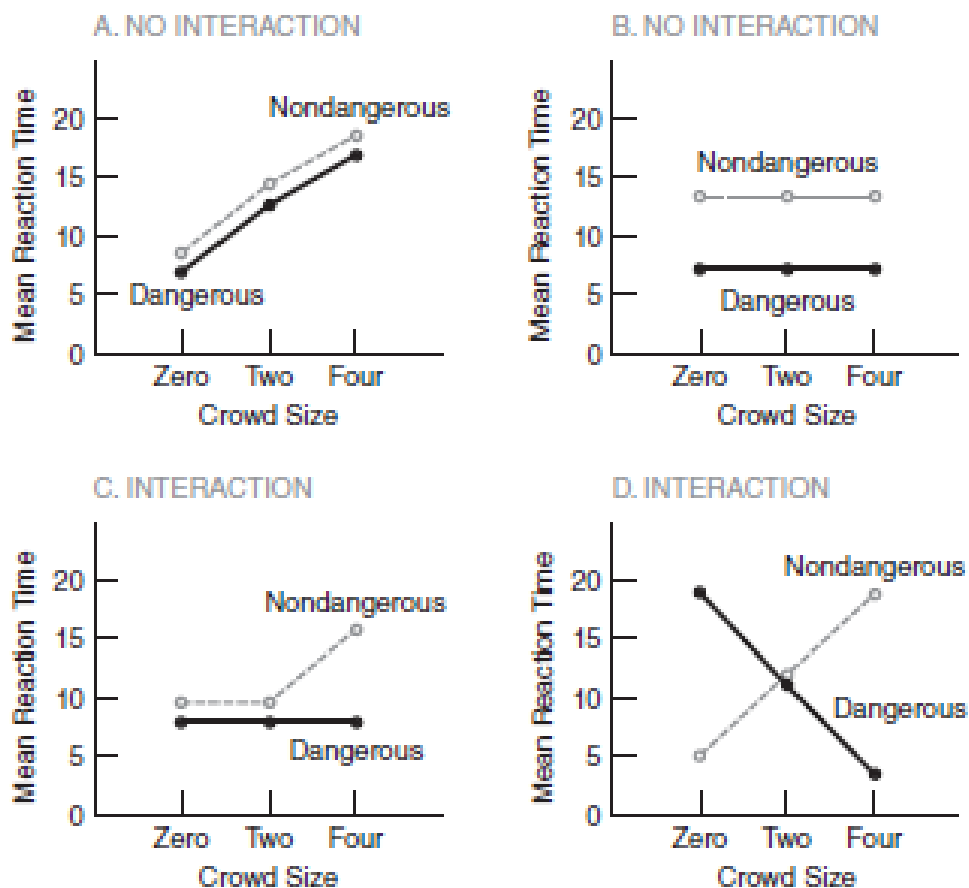 A. NO INTERACTION
Mean Reaction Time
20
15
10
5
0
Nondangerous
Dangerous
Zero Two Four
Crowd Size
B. NO INTERACTION
Mean Reaction Time
20
15
10
5
0
Nondangerous
Dangerous
Zero Two Four
Crowd Size
C. INTERACTION
Mean Reaction Time
20
15
10
5
0
Nondangerous
Dangerous
Zero Two Four
Crowd Size
D. INTERACTION
Mean Reaction Time
20
15
10
5
0
Nondangerous
Dangerous
Zero Two Four
Crowd Size